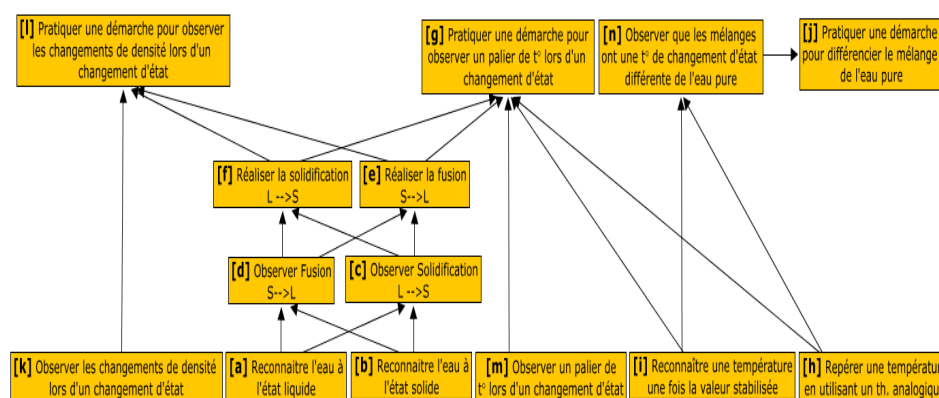 [l] Pratiquer une démarche pour observer
les changements de densité lors d'un
changement d'état
[g] Pratiquer une démarche pour
observer un palier de t° lors d'un
changement d'état
[n] Observer que les mélanges
ont une t° de changement d'état
différente de l'eau pure
[j] Pratiquer une démarche
pour différencier le mélange
de l'eau pure
[f] Réaliser la solidification
L -->S
[e] Réaliser la fusion
S-->L
[d] Observer Fusion
S-->L
[c] Observer Solidification
L -->S
[k] Observer les changements de densité
lors d'un changement d'état
[a] Reconnaitre l'eau à
l'état liquide
[b] Reconnaitre l'eau à
l'état solide
[m] Observer un palier de
t° lors d'un changement d'état
[i] Reconnaître une température
une fois la valeur stabilisée
[h] Repérer une température
en utilisant un th. analogique